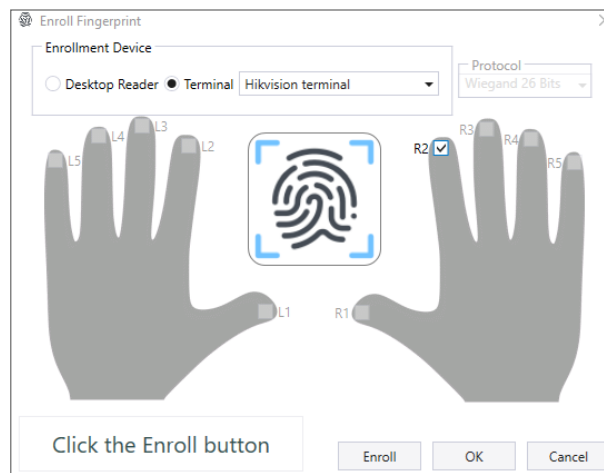 Enroll Fingerprint
Enrollment Device
Desktop Reader Terminal Hikvision terminal
Protocol
Wiegand 26 Bits
L5 L4 L3 L2 R2 R3 R4 R5
L1 R1
Click the Enroll button
Enroll OK Cancel